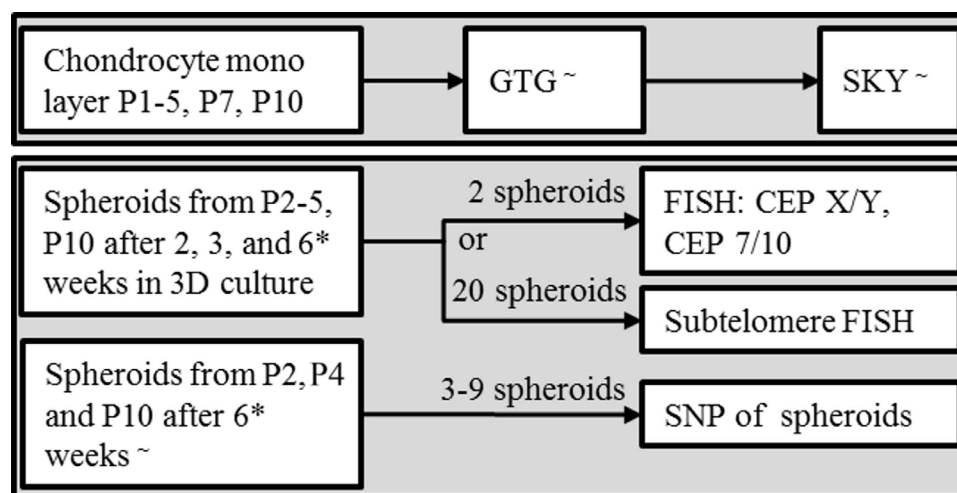 Chondrocyte mono
layer P1-5, P7, P10
GTG ~
SKY ~
Spheroids from P2-5,
P10 after 2, 3, and 6*
weeks in 3D culture
2 spheroids
or
20 spheroids
FISH: CEP X/Y,
CEP 7/10
Subtelomere FISH
Spheroids from P2, P4
and P10 after 6*
weeks ~
3-9 spheroids
SNP of spheroids